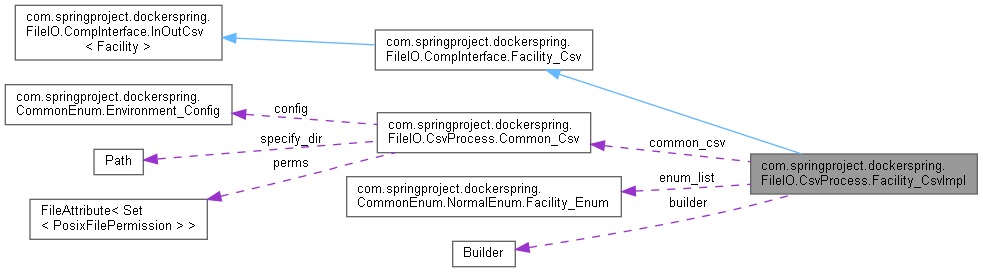 com.springproject.dockerspring.
FileIO.CompInterface.InOutCsv
< Facility >
com.springproject.dockerspring.
FileIO.CompInterface.Facility_Csv
com.springproject.dockerspring.
CommonEnum.Environment_Config
config
com.springproject.dockerspring.
FileIO.CsvProcess.Common_Csv
specify_dir
Path
perms
common_csv
com.springproject.dockerspring.
FileIO.CsvProcess.Facility_CsvImpl
enum_list
com.springproject.dockerspring.
CommonEnum.NormalEnum.Facility_Enum
builder
FileAttribute< Set
< PosixFilePermission > >
Builder